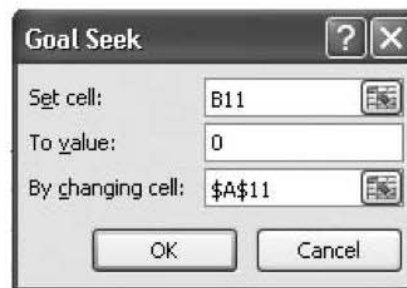 Goal Seek
Set cell: B11
To value: 0
By changing cell: $A$11
OK Cancel